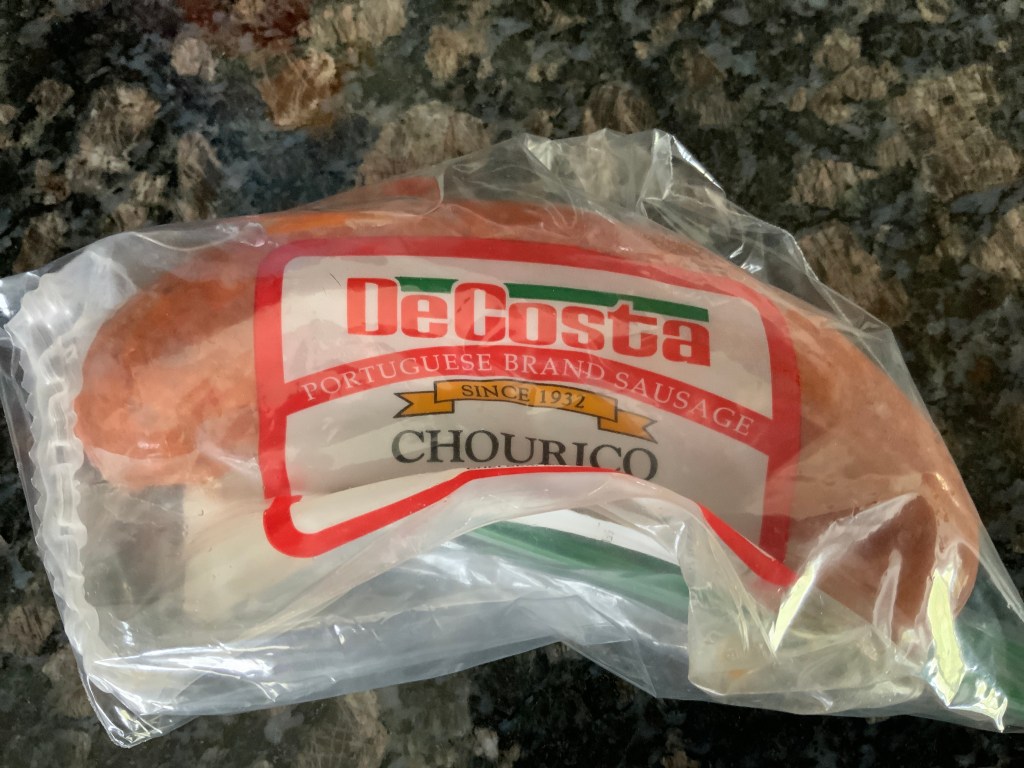 DeCosta
PORTUGUESE BRAND SAUSAGE
SINCE 1932
CHOURICO